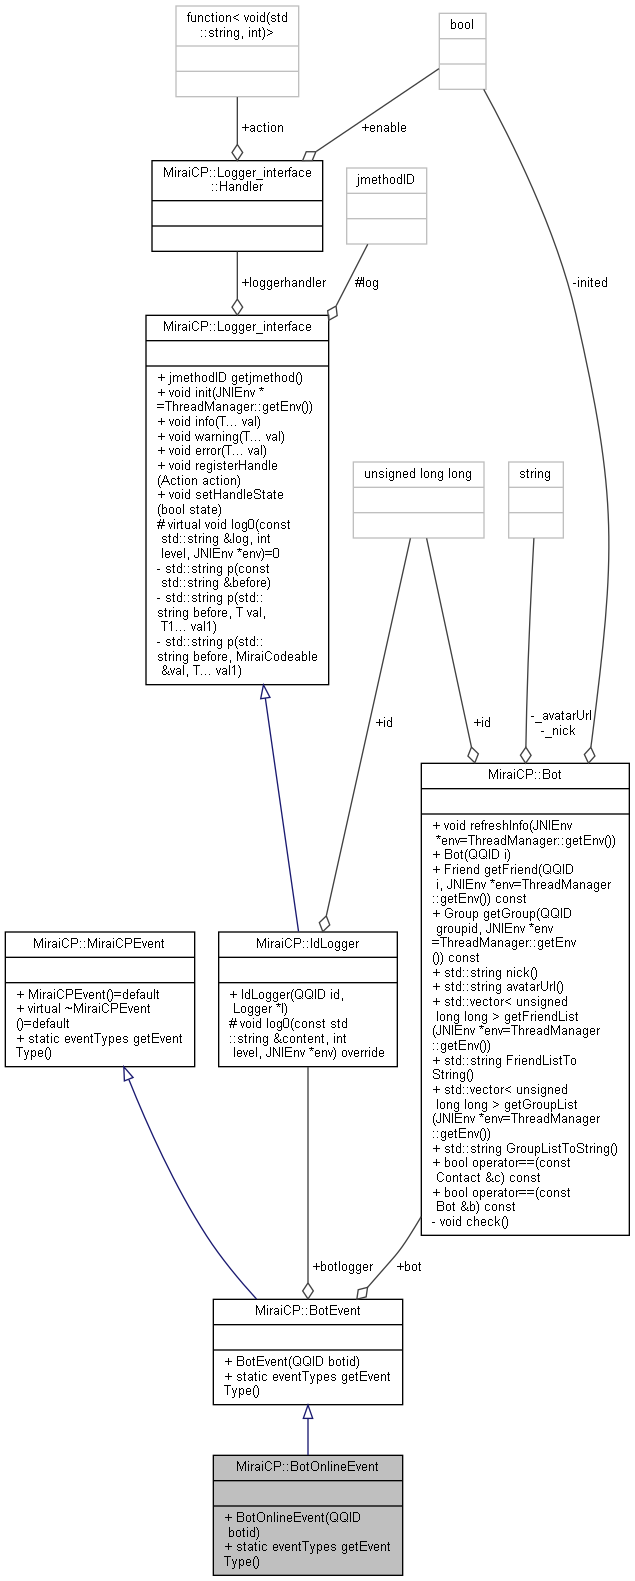 function< void(std
::string, int)>
bool
+action
+enable
MiraiCP::Logger_interface
::Handler
jmethodID
+loggerhandler
#log
-inited
MiraiCP::Logger_interface
+ jmethodID getjmethod()
+ void init(JNIEnv *
=ThreadManager::getEnv())
+ void info(T... val)
+ void warning(T... val)
+ void error(T... val)
+ void registerHandle
(Action action)
+ void setHandleState
(bool state)
# virtual void log0(const
std::string &log, int
level, JNIEnv *env)=0
- std::string p(const
std::string &before)
- std::string p(std::
string before, T val,
T1... val1)
- std::string p(std::
string before, MiraiCodeable
&val, T... val1)
unsigned long long
string
+id
+id
-_avatarUrl
-_nick
MiraiCP::Bot
+ void refreshInfo(JNIEnv
*env=ThreadManager::getEnv())
+ Bot(QQID i)
+ Friend getFriend(QQID
i, JNIEnv *env=ThreadManager
::getEnv()) const
+ Group getGroup(QQID
groupid, JNIEnv *env
=ThreadManager::getEnv
()) const
+ std::string nick()
+ std::string avatarUrl()
+ std::vector< unsigned
long long > getFriendList
(JNIEnv *env=ThreadManager
::getEnv())
+ std::string FriendListTo
String()
+ std::vector< unsigned
long long > getGroupList
(JNIEnv *env=ThreadManager
::getEnv())
+ std::string GroupListToString()
+ bool operator==(const
Contact &c) const
+ bool operator==(const
Bot &b) const
- void check()
MiraiCP::MiraiCPEvent
+ MiraiCPEvent()=default
+ virtual ~MiraiCPEvent
()=default
+ static eventTypes getEvent
Type()
MiraiCP::IdLogger
+ IdLogger(QQID id,
Logger *l)
# void log0(const std
::string &content, int
level, JNIEnv *env) override
+botlogger
+bot
MiraiCP::BotEvent
+ BotEvent(QQID botid)
+ static eventTypes getEvent
Type()
MiraiCP::BotOnlineEvent
+ BotOnlineEvent(QQID
botid)
+ static eventTypes getEvent
Type()